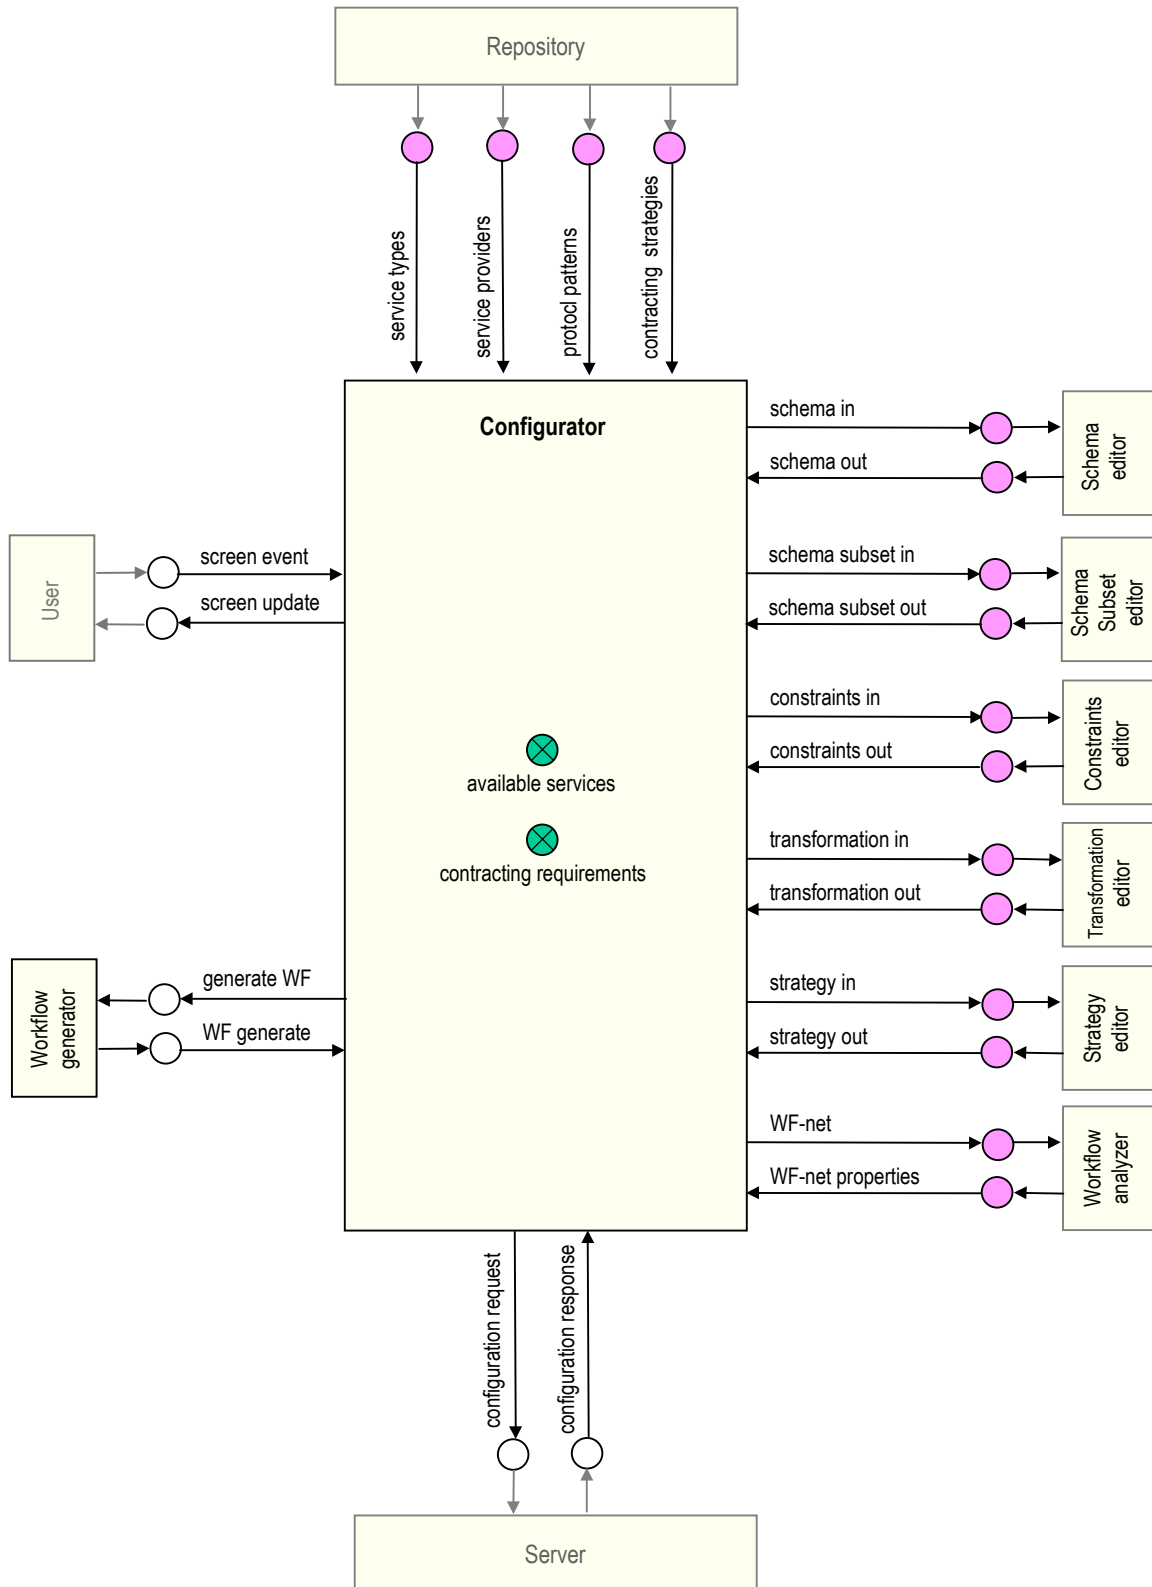 Repository
service types
service providers
protocl patterns
contracting strategies
Configurator
schema in
schema out
Schema
editor
User
screen event
screen update
schema subset in
schema subset out
Schema
Subset
editor
constraints in
constraints out
Constraints
editor
available services
contracting requirements
transformation in
transformation out
Transformation
editor
Workflow
generator
generate WF
WF generate
strategy in
strategy out
Strategy
editor
WF-net
WF-net properties
Workflow
analyzer
configuration request
configuration response
Server